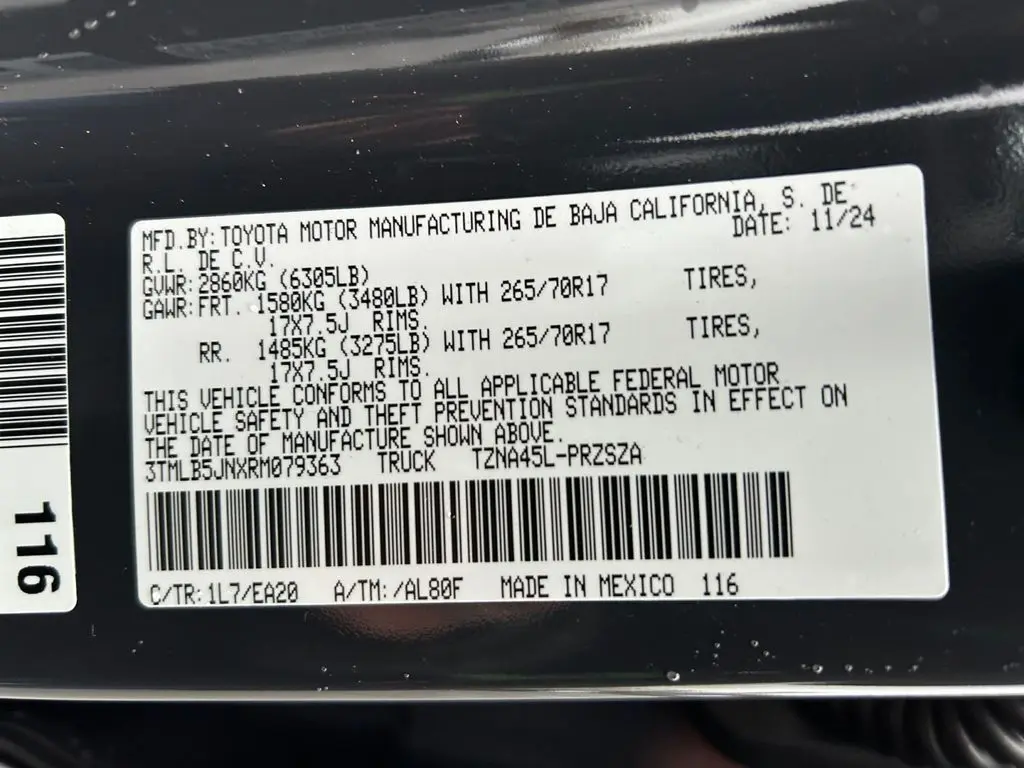 MFD.BY:TOYOTA MOTOR MANUFACTURING DE BAJA CALIFORNIA, S. DE
R.L. DE C.V. DATE: 11/24
GVWR:2860KG (6305LB)
GAWR:FRT. 1580KG (3480LB) WITH 265/70R17 TIRES,
17X7.5J RIMS.
RR. 1485KG (3275LB) WITH 265/70R17 TIRES,
17X7.5J RIMS.
THIS VEHICLE CONFORMS TO ALL APPLICABLE FEDERAL MOTOR
VEHICLE SAFETY AND THEFT PREVENTION STANDARDS IN EFFECT ON
THE DATE OF MANUFACTURE SHOWN ABOVE.
3TMLB5JNXRM079363 TRUCK TZNA45L-PRZSZA
C/TR:1L7/EA20 A/TM:/AL80F MADE IN MEXICO 116
116